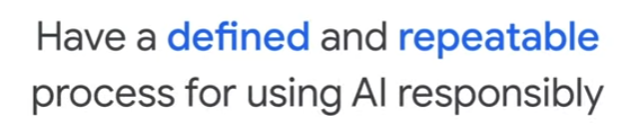 Have a defined and repeatable
process for using AI responsibly